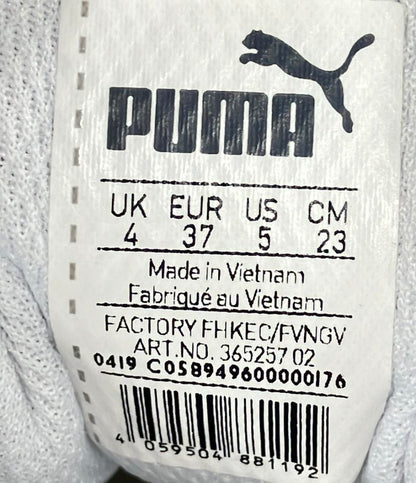 PUMA
UK EUR US CM
4 37 5 23
Made in Vietnam
Fabriqué au Vietnam
FACTORY FHKEC/FVNGV
ART.NO. 365257 02
0419 C058949600000176
4 059504 881192